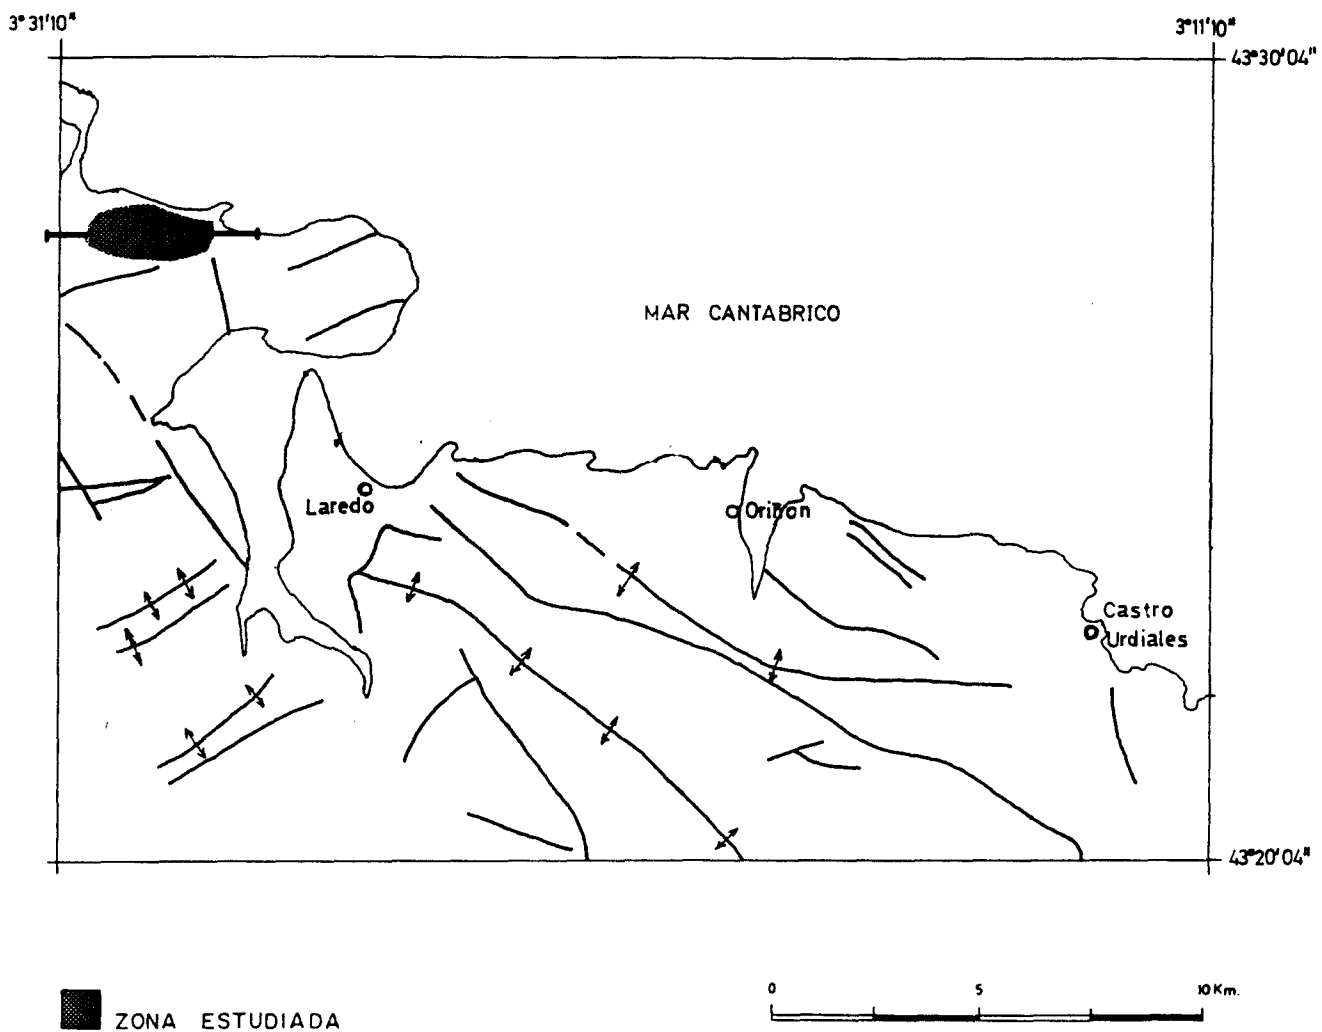 3°31'10"
3°11'10"
43°30'04"
MAR CANTABRICO
Laredo
Oriñon
Castro
Urdiales
43°20'04"
0 5 10 Km.
ZONA ESTUDIADA